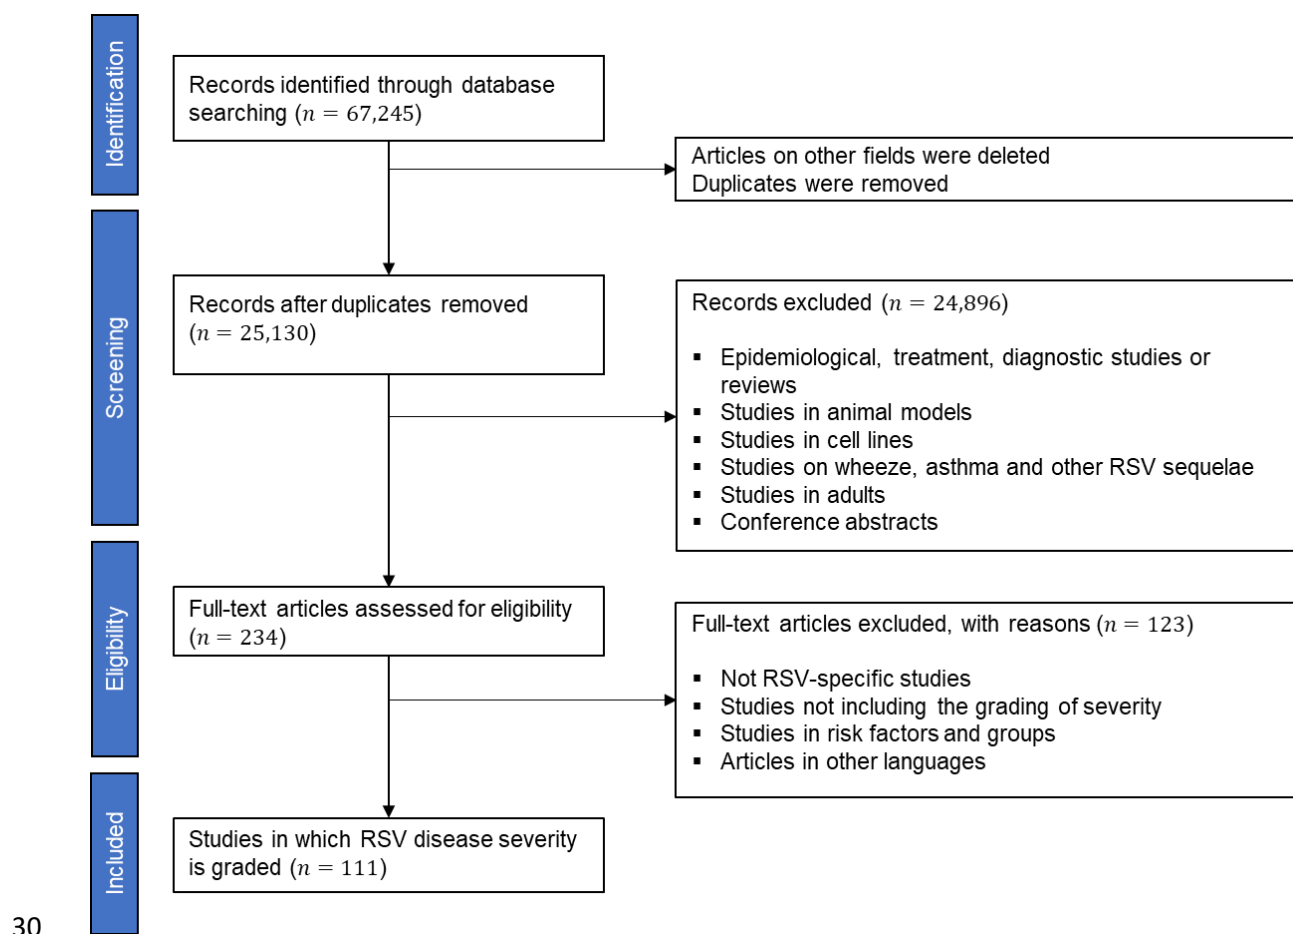 Identification
Records identified through database
searching (n = 67,245)
Articles on other fields were deleted
Duplicates were removed
Screening
Records after duplicates removed
(n = 25,130)
Records excluded (n = 24,896)
▪ Epidemiological, treatment, diagnostic studies or
reviews
▪ Studies in animal models
▪ Studies in cell lines
▪ Studies on wheeze, asthma and other RSV sequelae
▪ Studies in adults
▪ Conference abstracts
Eligibility
Full-text articles assessed for eligibility
(n = 234)
Full-text articles excluded, with reasons (n = 123)
▪ Not RSV-specific studies
▪ Studies not including the grading of severity
▪ Studies in risk factors and groups
▪ Articles in other languages
Included
Studies in which RSV disease severity
is graded (n = 111)
30